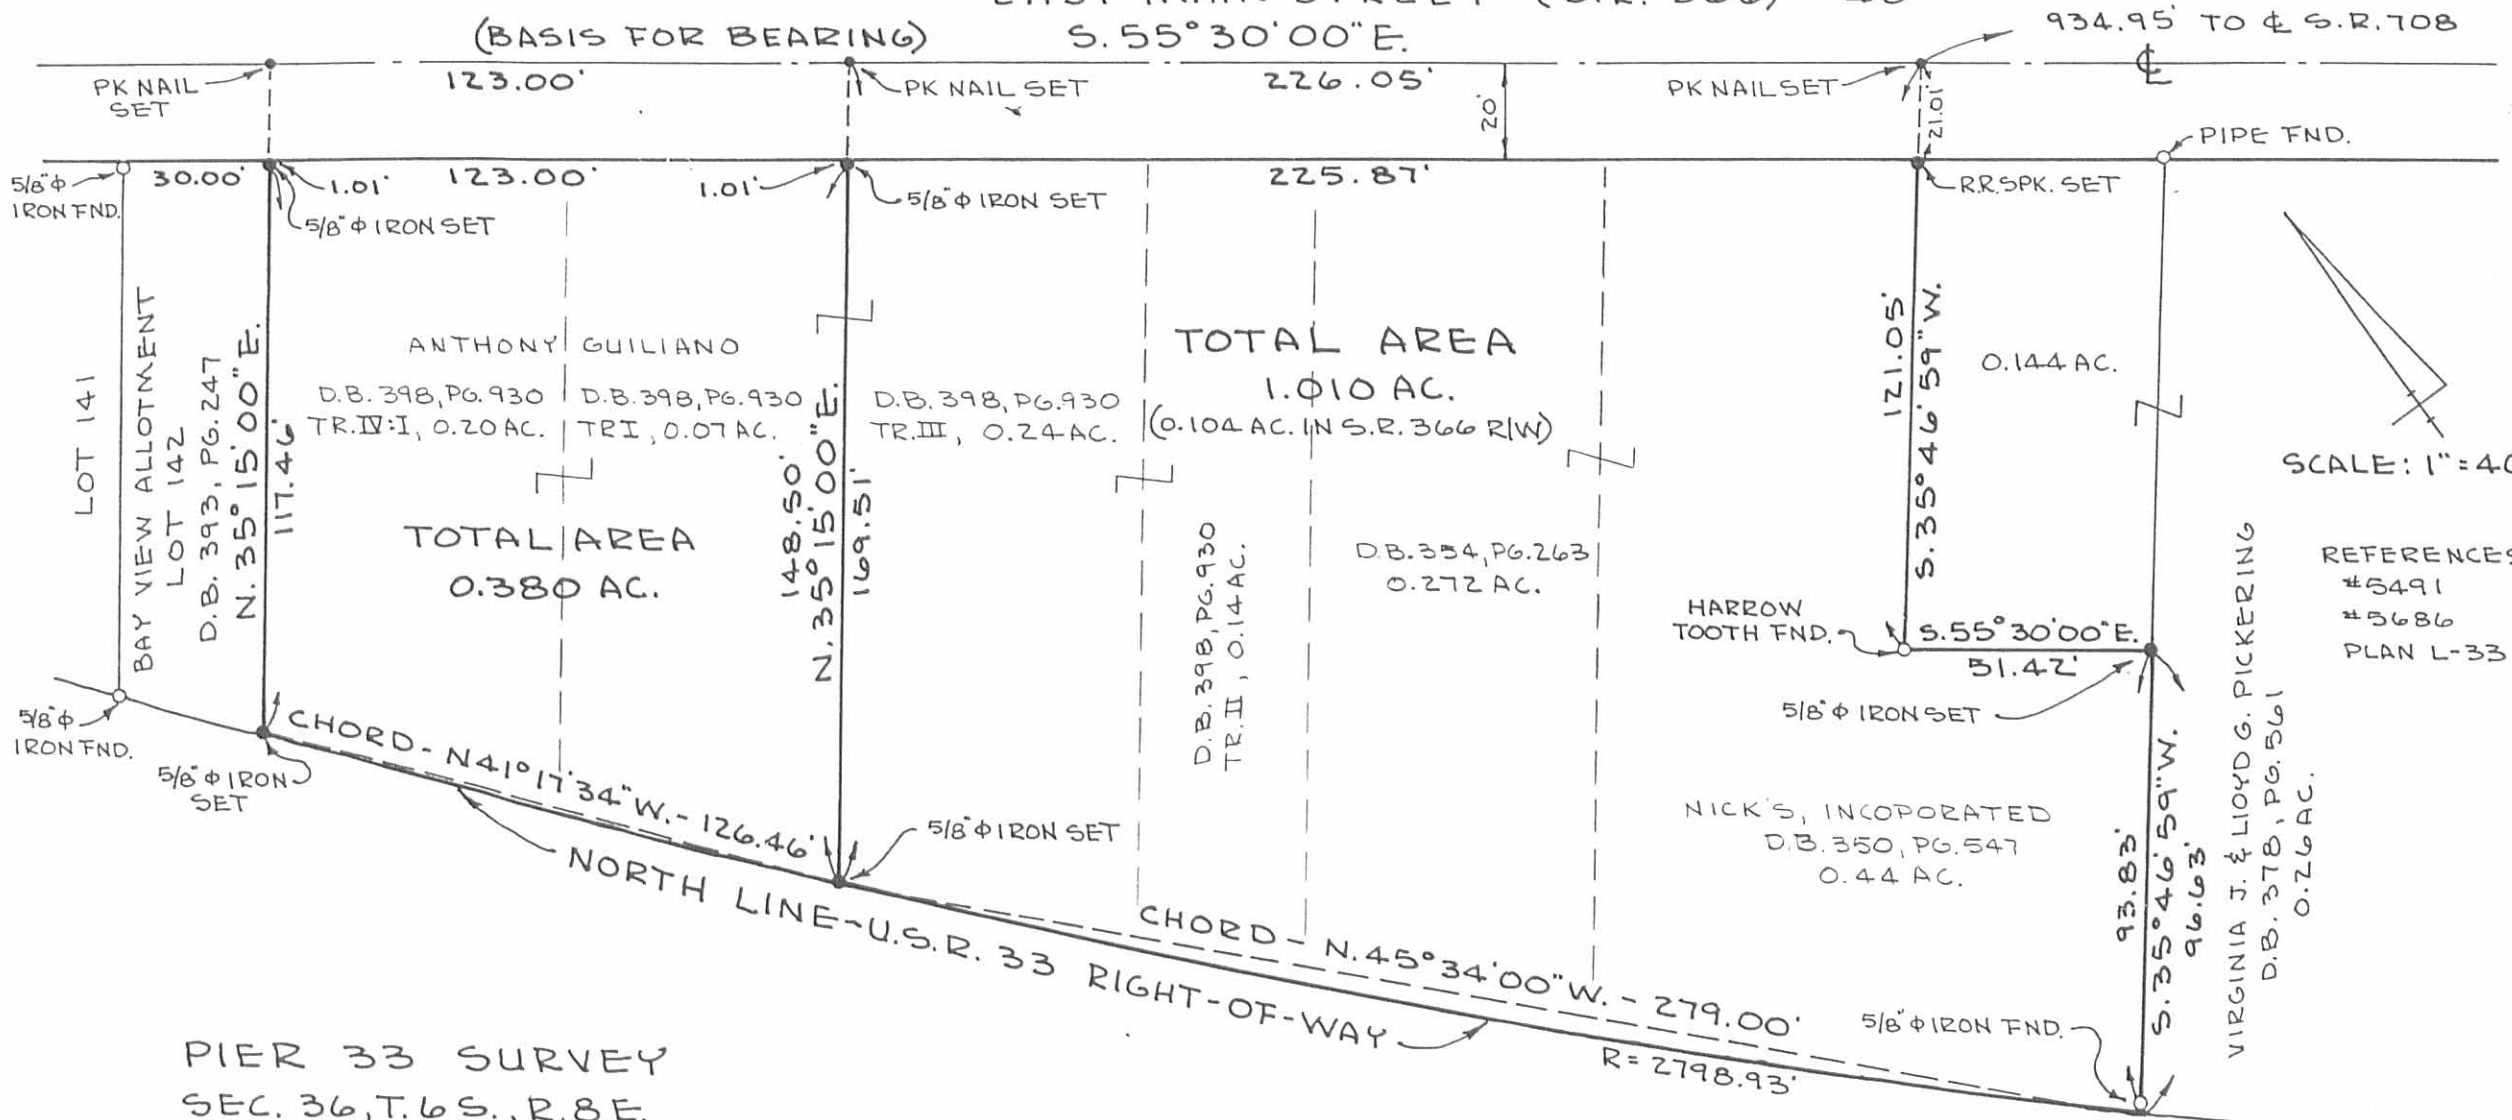 (BASIS FOR BEARING)
S. 55° 30' 00" E.
934.95' TO ℄ S.R. 708
PK NAIL
SET
123.00'
PK NAIL SET
226.05'
20'
PK NAIL SET
21.01'
℄
PIPE FND.
5/8" ϕ
IRON FND.
30.00'
1.01'
123.00'
1.01'
225.87'
R.R. SPK. SET
5/8" ϕ IRON SET
5/8" ϕ IRON SET
LOT 141
BAY VIEW ALLOTMENT
LOT 142
D.B. 393, PG. 247
N. 35° 15' 00" E.
117.46'
ANTHONY GUILIANO
D.B. 398, PG. 930
TR. IV:I, 0.20 AC.
D.B. 398, PG. 930
TR I, 0.07 AC.
TOTAL AREA
0.380 AC.
148.50'
N. 35° 15' 00" E.
169.51'
D.B. 398, PG. 930
TR. III, 0.24 AC.
TOTAL AREA
1.010 AC.
(0.104 AC. IN S.R. 366 R/W)
D.B. 398, PG. 930
TR. II, 0.14 AC.
D.B. 354, PG. 263
0.272 AC.
121.05'
S. 35° 46' 59" W.
0.144 AC.
SCALE: 1" = 40
REFERENCES
#5491
#5686
PLAN L-33
HARROW
TOOTH FND.
S. 55° 30' 00" E.
51.42'
5/8" ϕ IRON SET
5/8" ϕ
IRON FND.
5/8" ϕ IRON
SET
CHORD - N 41° 17' 34" W. - 126.46'
5/8" ϕ IRON SET
NORTH LINE - U.S.R. 33 RIGHT-OF-WAY
CHORD - N. 45° 34' 00" W. - 279.00'
R = 2798.93'
NICK'S, INCOPORATED
D.B. 350, PG. 547
0.44 AC.
93.83'
S. 35° 46' 59" W.
96.63'
VIRGINIA J. & LLOYD G. PICKERING
D.B. 378, PG. 561
0.26 AC.
5/8" ϕ IRON FND.
PIER 33 SURVEY
SEC. 36, T. 6 S., R. 8 E.